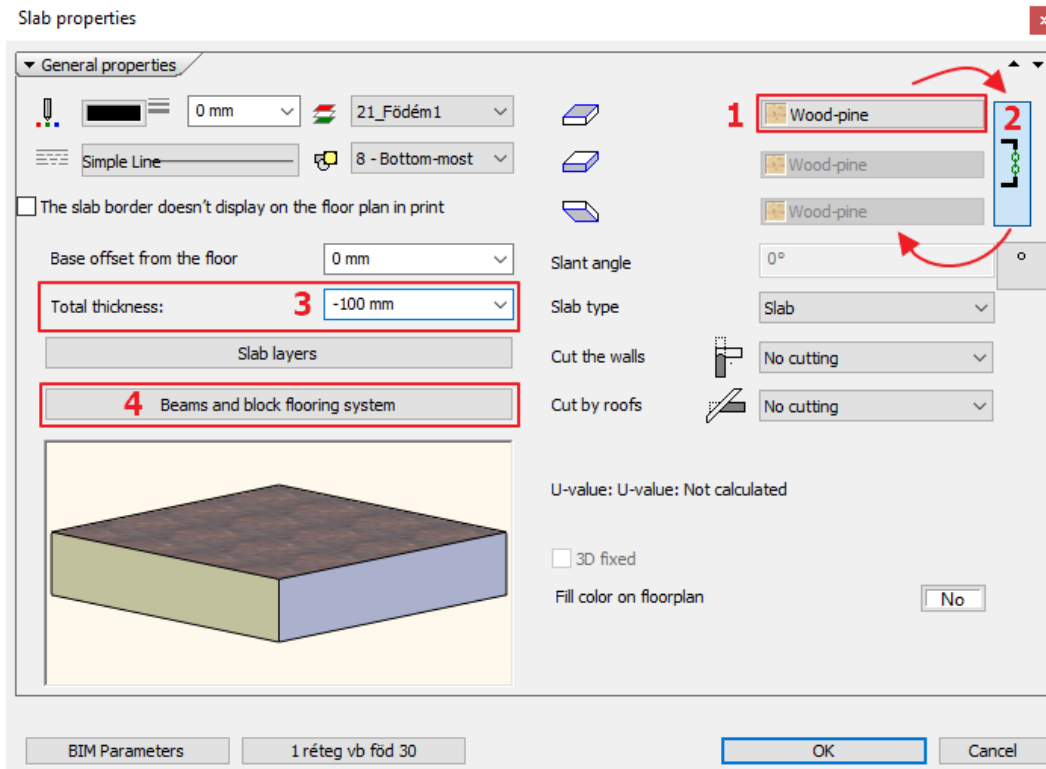 Slab properties
x
General properties
0 mm
21_Födém1
1
Wood-pine
2
Simple Line
8 - Bottom-most
Wood-pine
The slab border doesn't display on the floor plan in print
Wood-pine
Base offset from the floor
0 mm
Slant angle
0°
°
Total thickness:
3
-100 mm
Slab type
Slab
Slab layers
Cut the walls
No cutting
4
Beams and block flooring system
Cut by roofs
No cutting
U-value: U-value: Not calculated
3D fixed
Fill color on floorplan
No
BIM Parameters
1 réteg vb föd 30
OK
Cancel